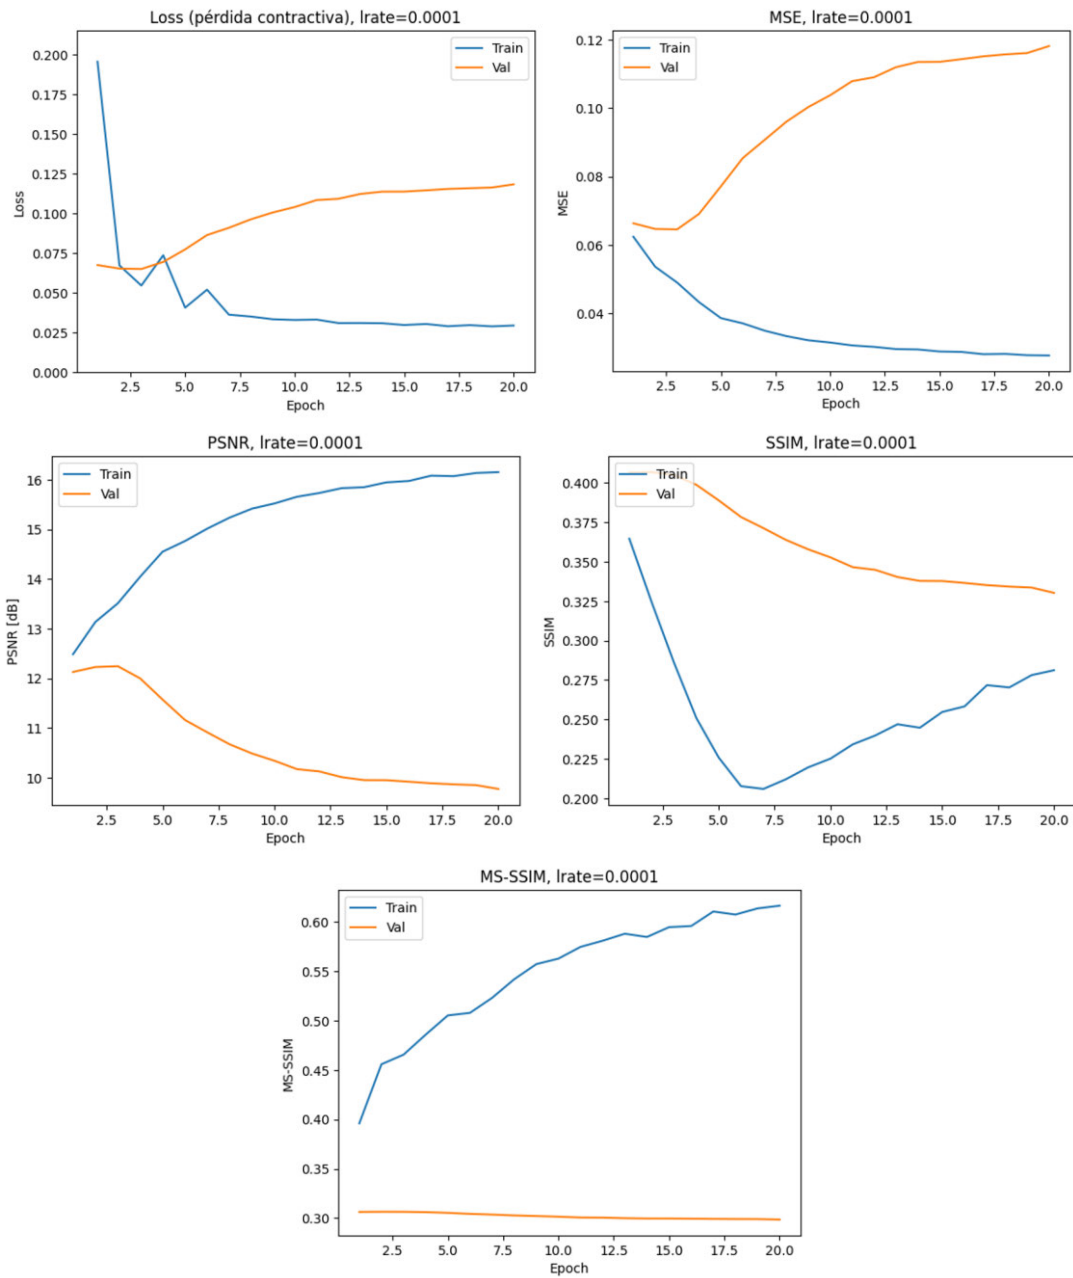 Loss (pérdida contractiva), lrate=0.0001
Train
Val
0.200
0.175
0.150
0.125
0.100
0.075
0.050
0.025
0.000
Loss
2.5 5.0 7.5 10.0 12.5 15.0 17.5 20.0
Epoch
MSE, lrate=0.0001
Train
Val
0.12
0.10
0.08
0.06
0.04
MSE
2.5 5.0 7.5 10.0 12.5 15.0 17.5 20.0
Epoch
PSNR, lrate=0.0001
Train
Val
16
15
14
13
12
11
10
PSNR [dB]
2.5 5.0 7.5 10.0 12.5 15.0 17.5 20.0
Epoch
SSIM, lrate=0.0001
Train
Val
0.400
0.375
0.350
0.325
0.300
0.275
0.250
0.225
0.200
SSIM
2.5 5.0 7.5 10.0 12.5 15.0 17.5 20.0
Epoch
MS-SSIM, lrate=0.0001
Train
Val
0.60
0.55
0.50
0.45
0.40
0.35
0.30
MS-SSIM
2.5 5.0 7.5 10.0 12.5 15.0 17.5 20.0
Epoch